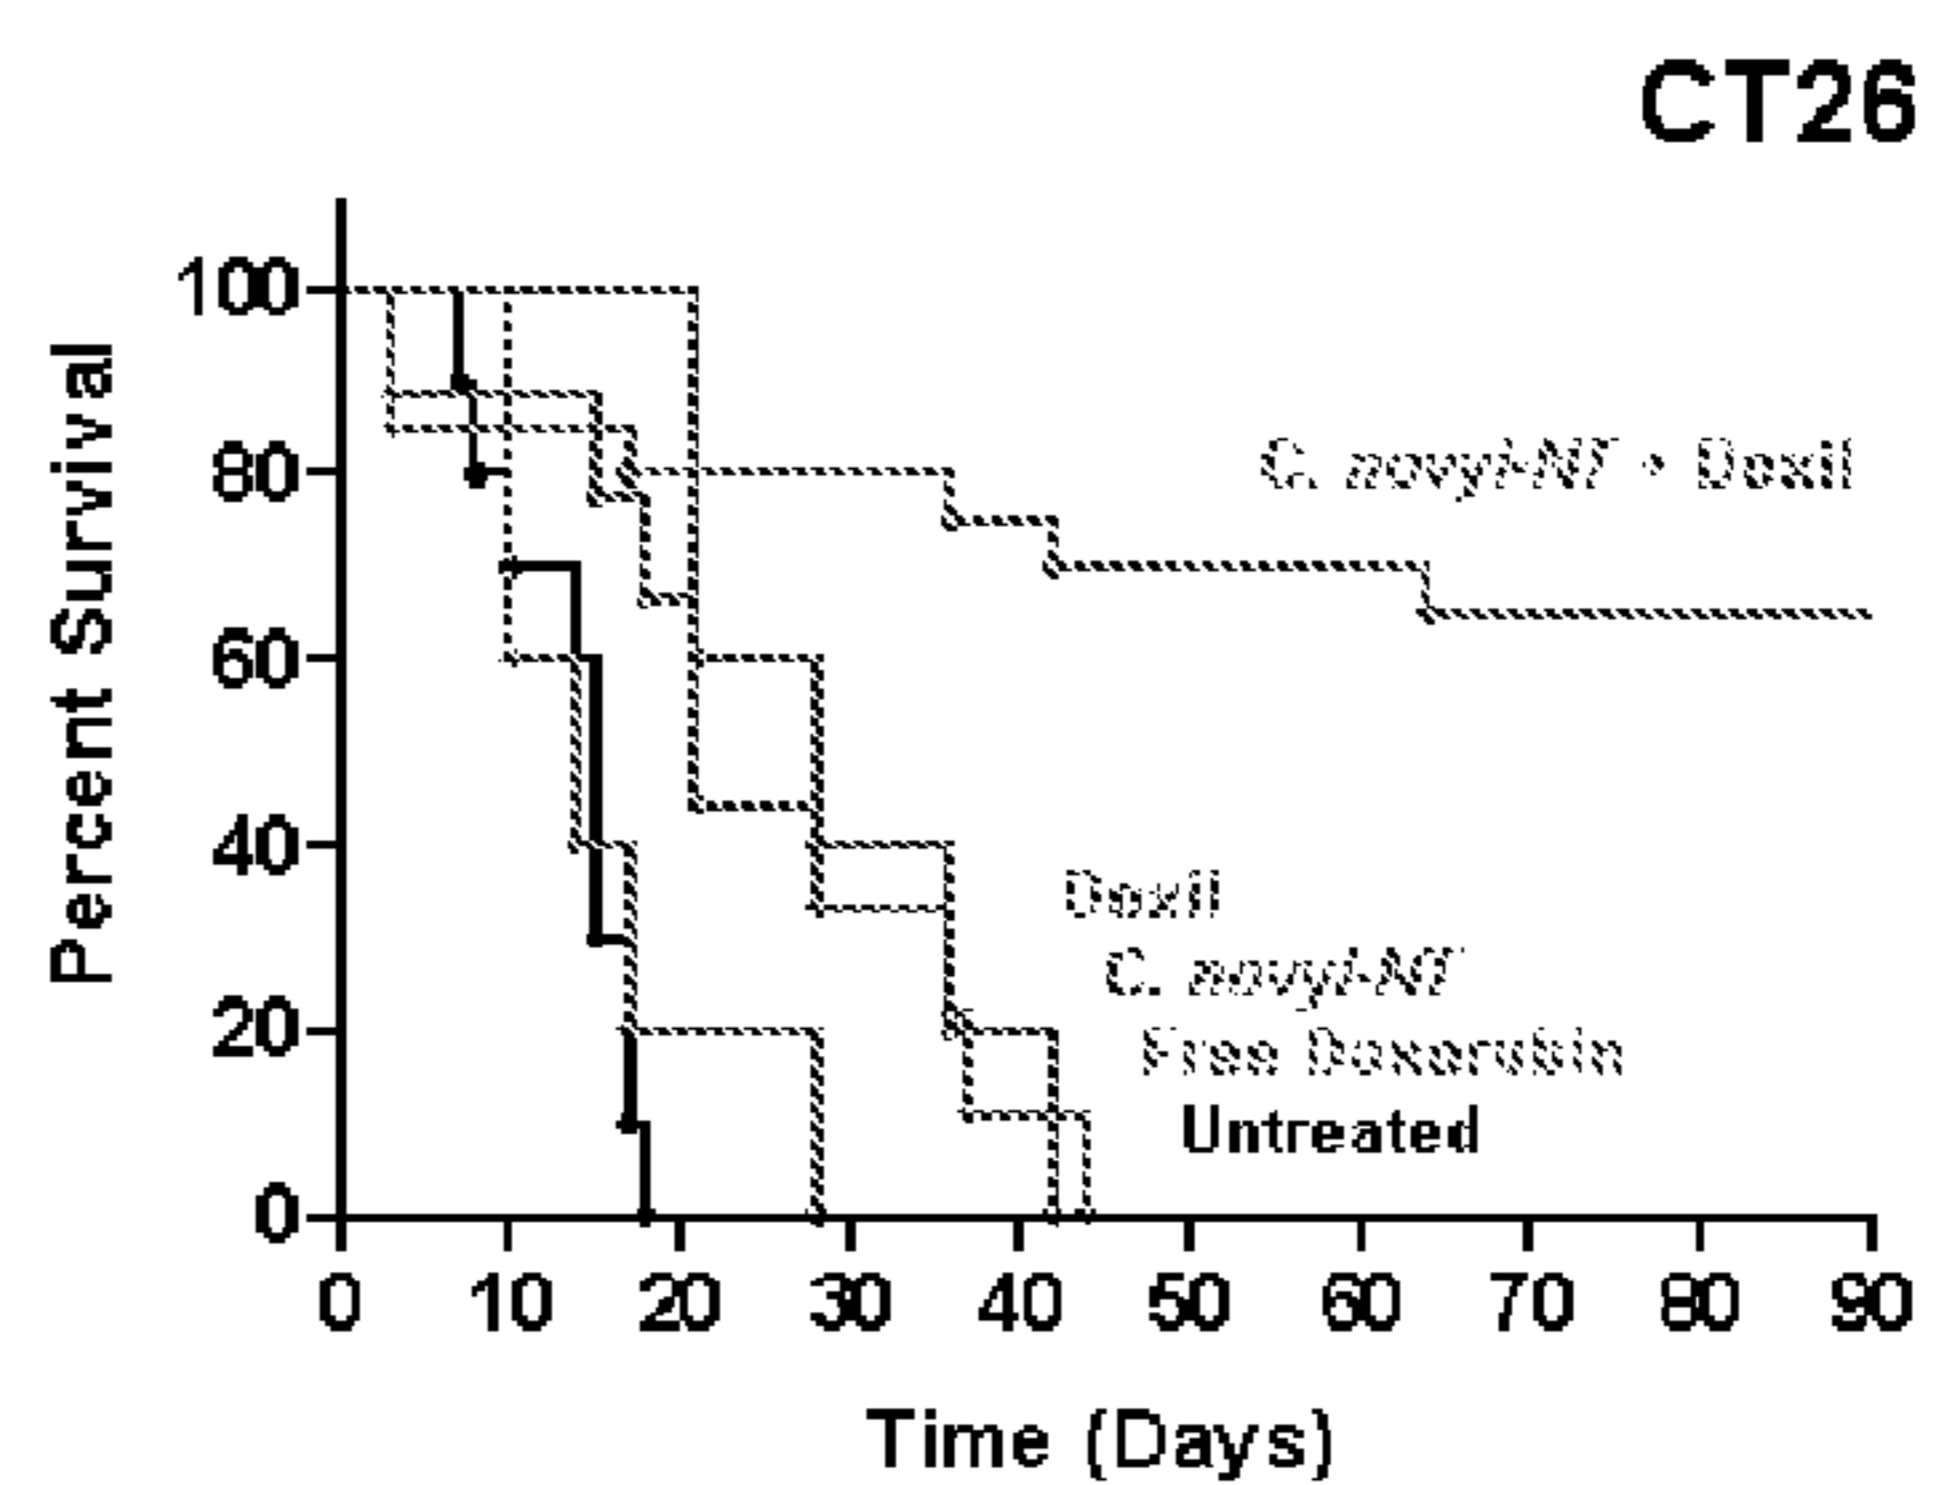 CT26
Percent Survival
100
80
60
40
20
0
C. novyi-NT + Doxil
Doxil
C. novyi-NT
Free Doxorubin
Untreated
0 10 20 30 40 50 60 70 80 90
Time (Days)